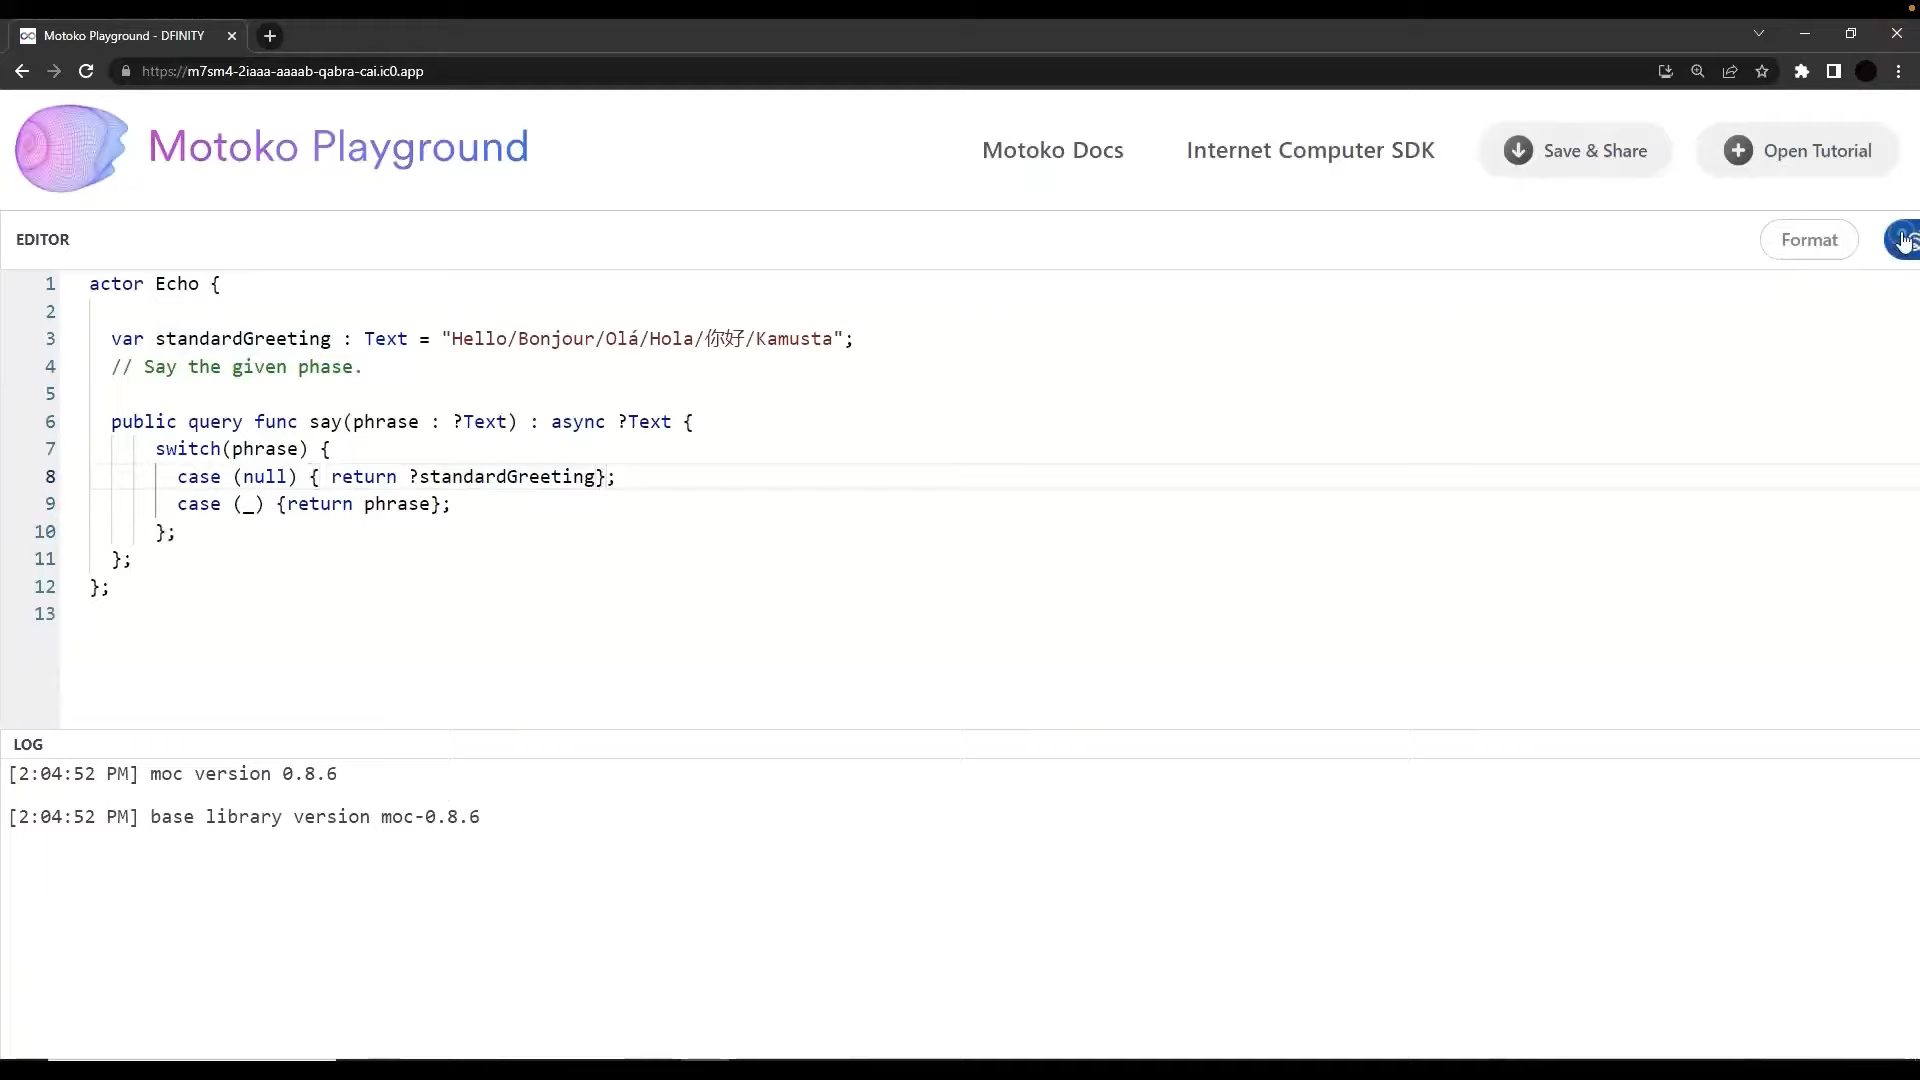 Motoko Playground - DFINITY
https://m7sm4-2iaaa-aaaab-qabra-cai.ic0.app
Motoko Playground
Motoko Docs
Internet Computer SDK
Save & Share
Open Tutorial
EDITOR
Format
1 actor Echo {
2
3 var standardGreeting : Text = "Hello/Bonjour/Olá/Hola/你好/Kamusta";
4 // Say the given phase.
5
6 public query func say(phrase : ?Text) : async ?Text {
7 switch(phrase) {
8 case (null) { return ?standardGreeting};
9 case (_) {return phrase};
10 };
11 };
12 };
13
LOG
[2:04:52 PM] moc version 0.8.6
[2:04:52 PM] base library version moc-0.8.6